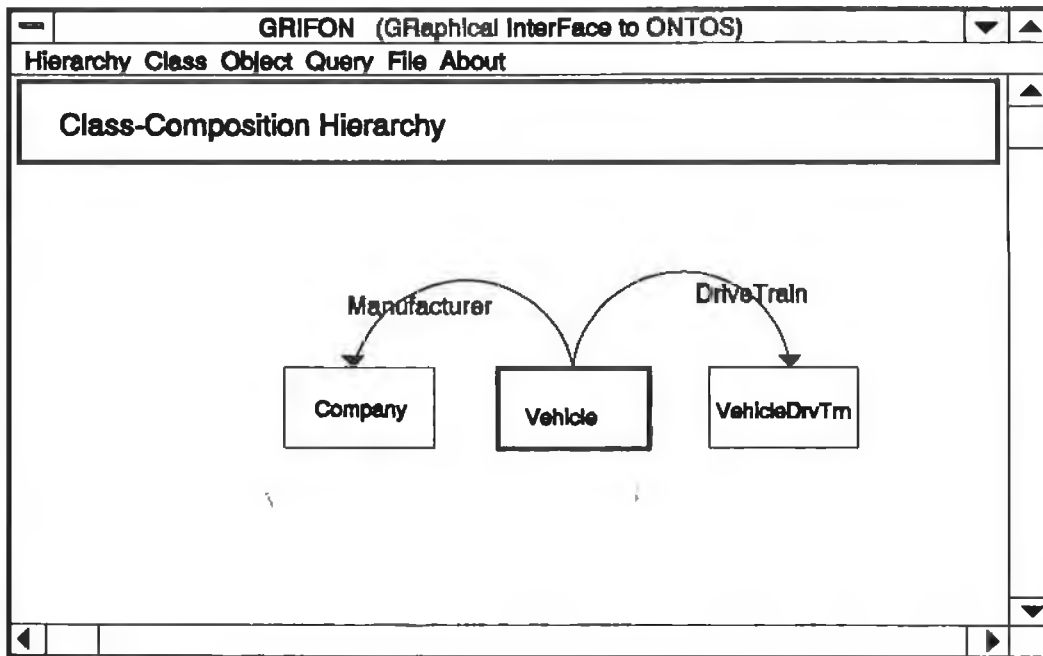 GRIFON (GRaphical InterFace to ONTOS)
Hierarchy Class Object Query File About
Class-Composition Hierarchy
Manufacturer
DriveTrain
Company
Vehicle
VehicleDrvTrn